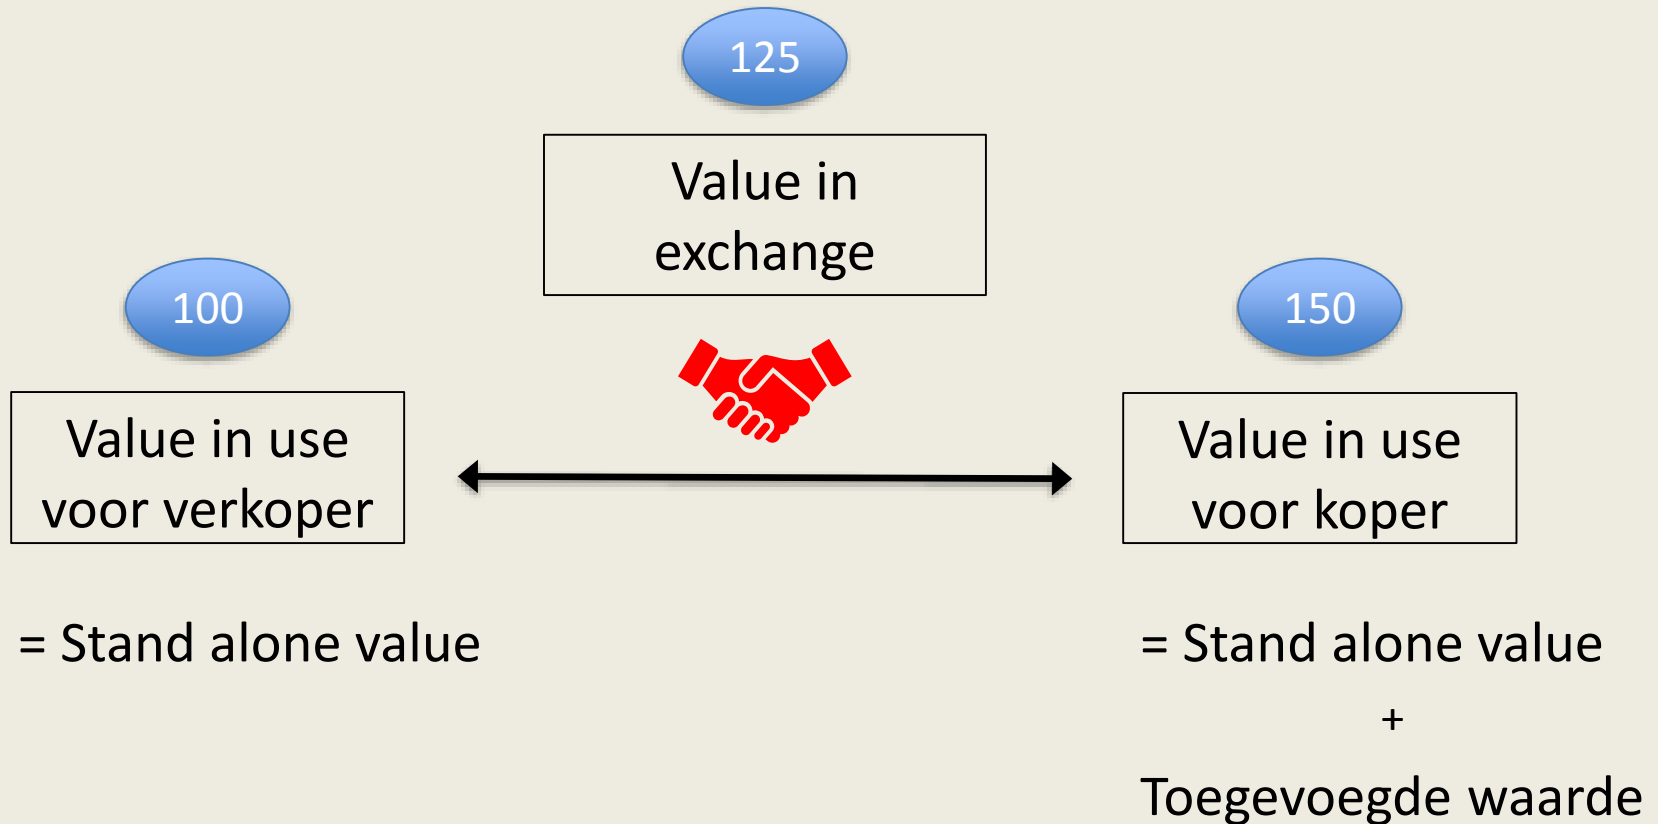 125
Value in
exchange
100
Value in use
voor verkoper
= Stand alone value
150
Value in use
voor koper
= Stand alone value
+
Toegevoegde waarde